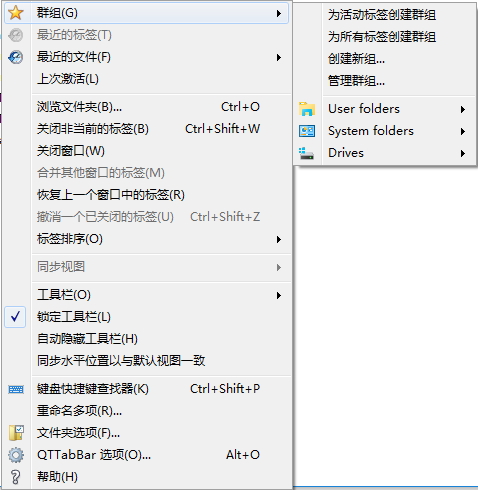 群组(G)
最近的标签(T)
最近的文件(F)
上次激活(L)
浏览文件夹(B)... Ctrl+O
关闭非当前的标签(B) Ctrl+Shift+W
关闭窗口(W)
合并其他窗口的标签(M)
恢复上一个窗口中的标签(R)
撤消一个已关闭的标签(U) Ctrl+Shift+Z
标签排序(O)
同步视图
工具栏(O)
锁定工具栏(L)
自动隐藏工具栏(H)
同步水平位置以与默认视图一致
键盘快捷键查找器(K) Ctrl+Shift+P
重命名多项(R)...
文件夹选项(F)...
QTTabBar 选项(O)... Alt+O
帮助(H)
为活动标签创建群组
为所有标签创建群组
创建新组...
管理群组...
User folders
System folders
Drives